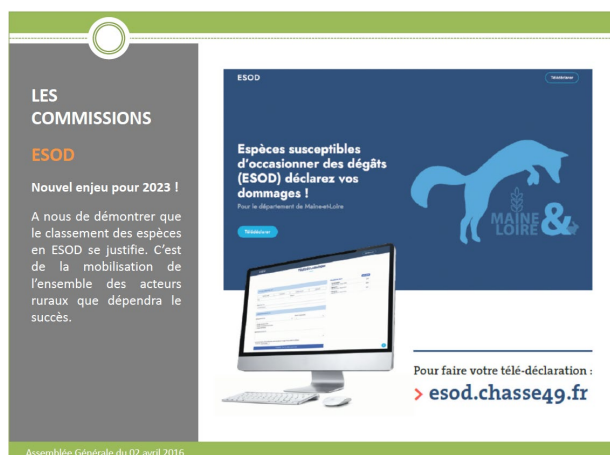 LES
COMMISSIONS
ESOD
Nouvel enjeu pour 2023 !
A nous de démontrer que
le classement des espèces
en ESOD se justifie. C'est
de la mobilisation de
l'ensemble des acteurs
ruraux que dépendra le
succès.
ESOD
Télédéclarer
Espèces susceptibles
d'occasionner des dégâts
(ESOD) déclarez vos
dommages !
Pour le département de Maine-et-Loire
Télédéclarer
MAINE
LOIRE &
Pour faire votre télé-déclaration :
> esod.chasse49.fr
Assemblée Générale du 02 avril 2016